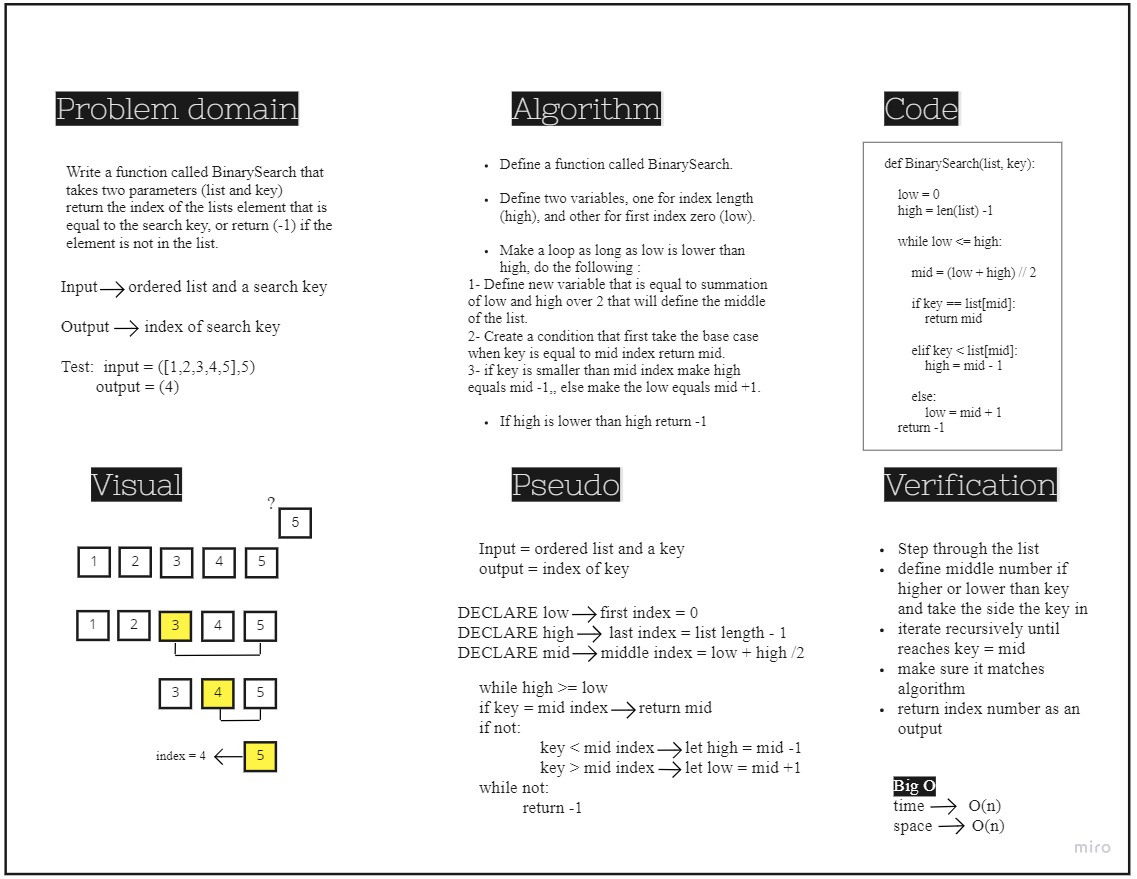 Problem domain
Write a function called BinarySearch that
takes two parameters (list and key)
return the index of the lists element that is
equal to the search key, or return (-1) if the
element is not in the list.
Input → ordered list and a search key
Output → index of search key
Test: input = ([1,2,3,4,5],5)
output = (4)
Algorithm
• Define a function called BinarySearch.
• Define two variables, one for index length
(high), and other for first index zero (low).
• Make a loop as long as low is lower than
high, do the following :
1- Define new variable that is equal to summation
of low and high over 2 that will define the middle
of the list.
2- Create a condition that first take the base case
when key is equal to mid index return mid.
3- if key is smaller than mid index make high
equals mid -1,, else make the low equals mid +1.
• If high is lower than high return -1
Code
def BinarySearch(list, key):
low = 0
high = len(list) -1
while low <= high:
mid = (low + high) // 2
if key == list[mid]:
return mid
elif key < list[mid]:
high = mid - 1
else:
low = mid + 1
return -1
Visual
?
5
1 2 3 4 5
1 2 3 4 5
3 4 5
index = 4 ← 5
Pseudo
Input = ordered list and a key
output = index of key
DECLARE low → first index = 0
DECLARE high → last index = list length - 1
DECLARE mid → middle index = low + high /2
while high >= low
if key = mid index → return mid
if not:
key < mid index → let high = mid -1
key > mid index → let low = mid +1
while not:
return -1
Verification
• Step through the list
• define middle number if
higher or lower than key
and take the side the key in
• iterate recursively until
reaches key = mid
• make sure it matches
algorithm
• return index number as an
output
Big O
time → O(n)
space → O(n)
miro